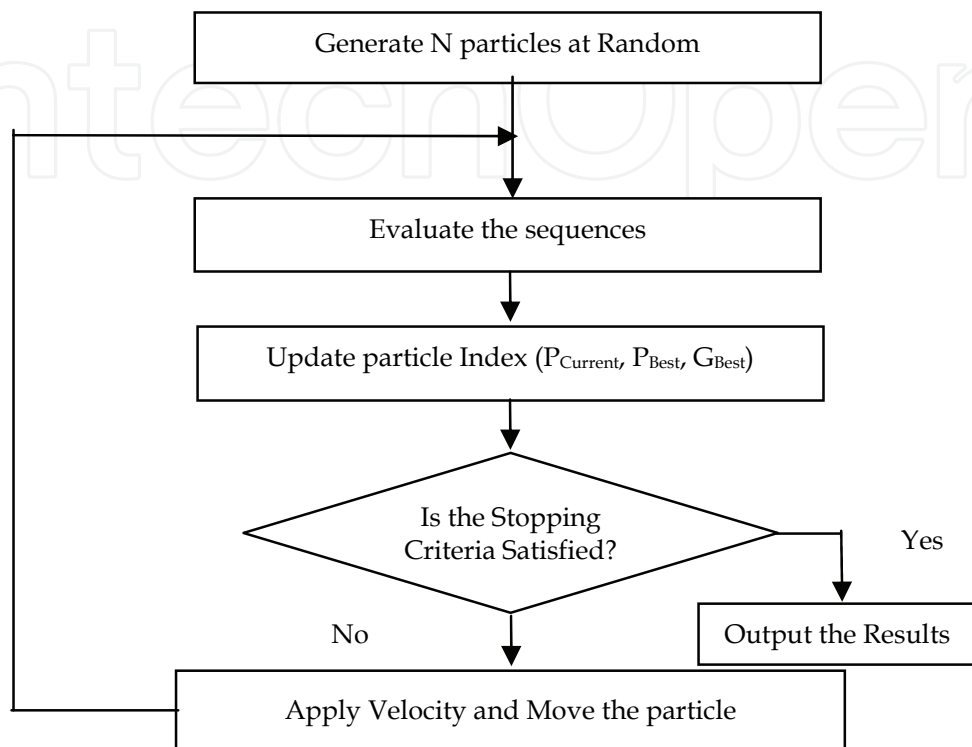 Generate N particles at Random
Evaluate the sequences
Update particle Index (PCurrent, PBest, GBest)
Is the Stopping
Criteria Satisfied?
Yes
No
Output the Results
Apply Velocity and Move the particle